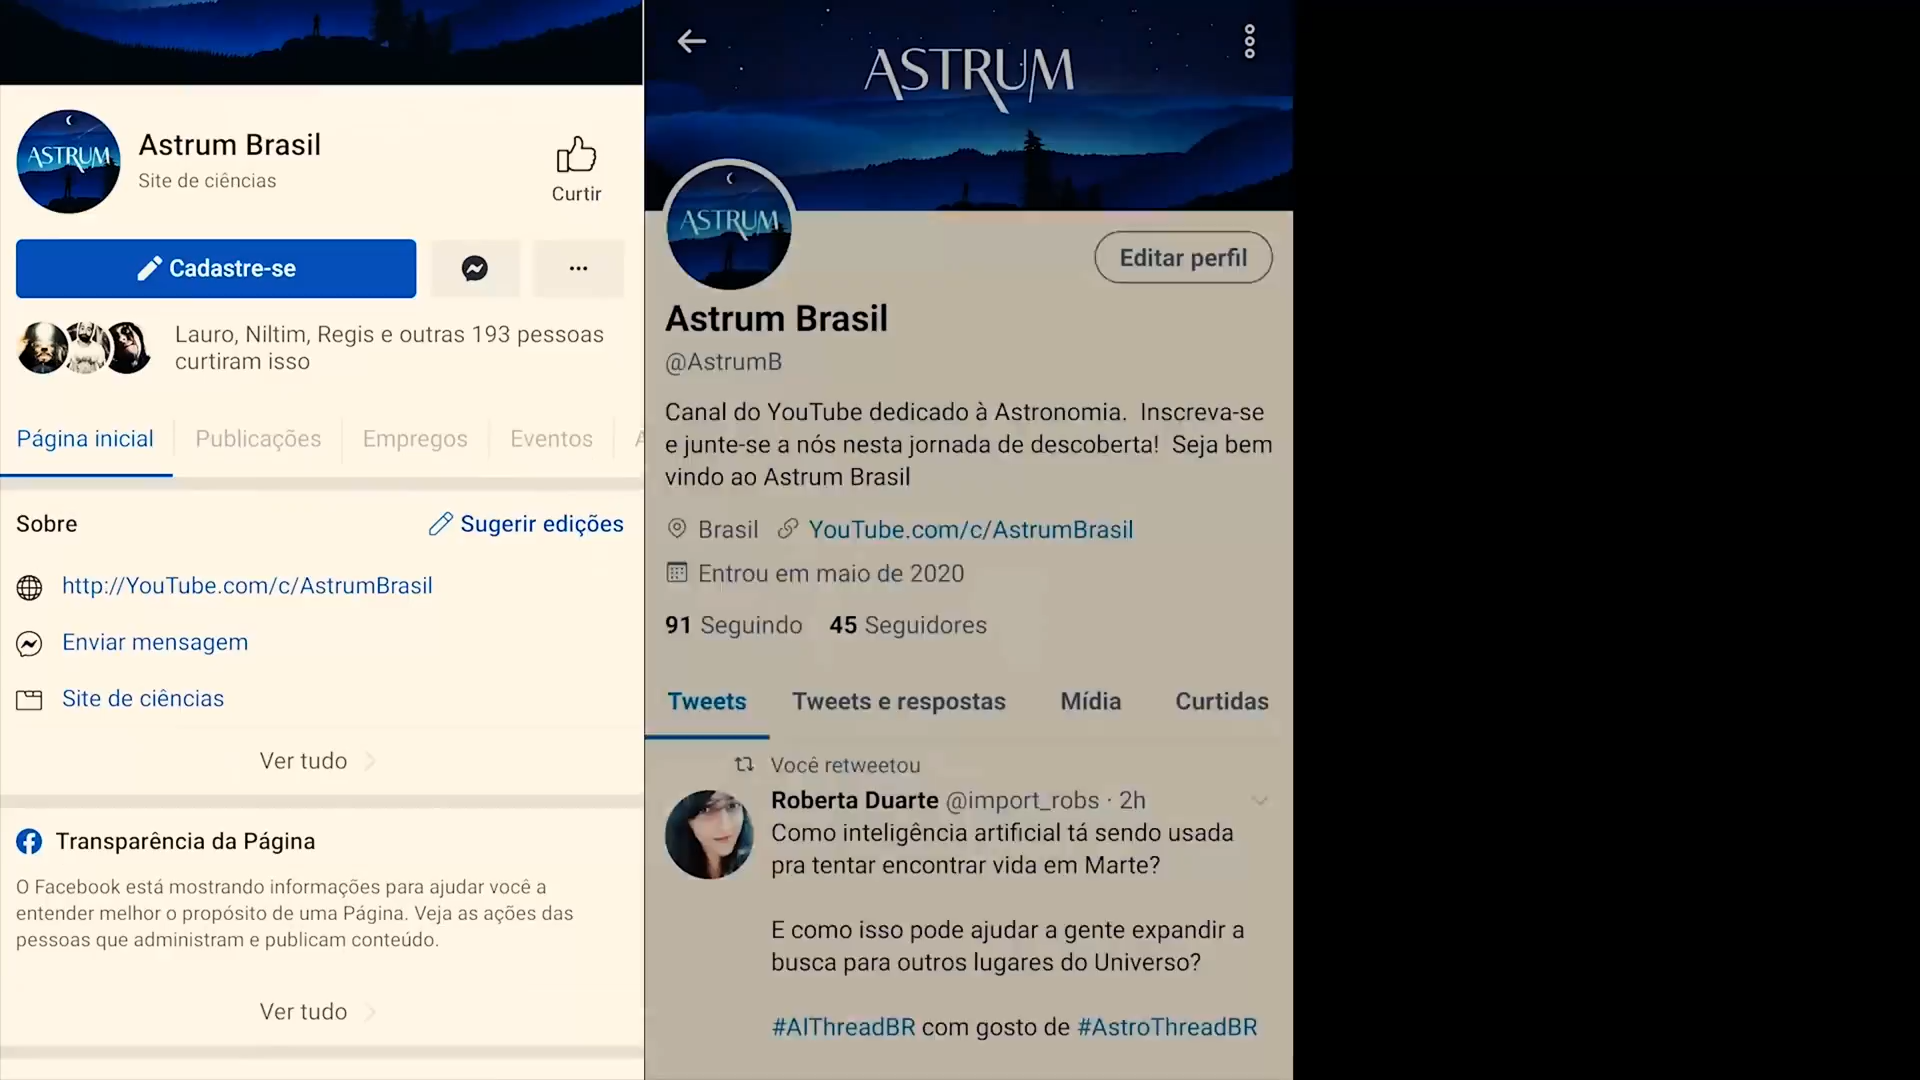 ASTRUM
Astrum Brasil
Site de ciências
Curtir
Cadastre-se
Lauro, Niltim, Regis e outras 193 pessoas
curtiram isso
Página inicial
Publicações
Empregos
Eventos
Sobre
Sugerir edições
http://YouTube.com/c/AstrumBrasil
Enviar mensagem
Site de ciências
Ver tudo
Transparência da Página
O Facebook está mostrando informações para ajudar você a
entender melhor o propósito de uma Página. Veja as ações das
pessoas que administram e publicam conteúdo.
Ver tudo
ASTRUM
ASTRUM
Editar perfil
Astrum Brasil
@AstrumB
Canal do YouTube dedicado à Astronomia. Inscreva-se
e junte-se a nós nesta jornada de descoberta! Seja bem
vindo ao Astrum Brasil
Brasil YouTube.com/c/AstrumBrasil
Entrou em maio de 2020
91 Seguindo 45 Seguidores
Tweets
Tweets e respostas
Mídia
Curtidas
Você retweetou
Roberta Duarte @import_robs · 2h
Como inteligência artificial tá sendo usada
pra tentar encontrar vida em Marte?
E como isso pode ajudar a gente expandir a
busca para outros lugares do Universo?
#AIThreadBR com gosto de #AstroThreadBR